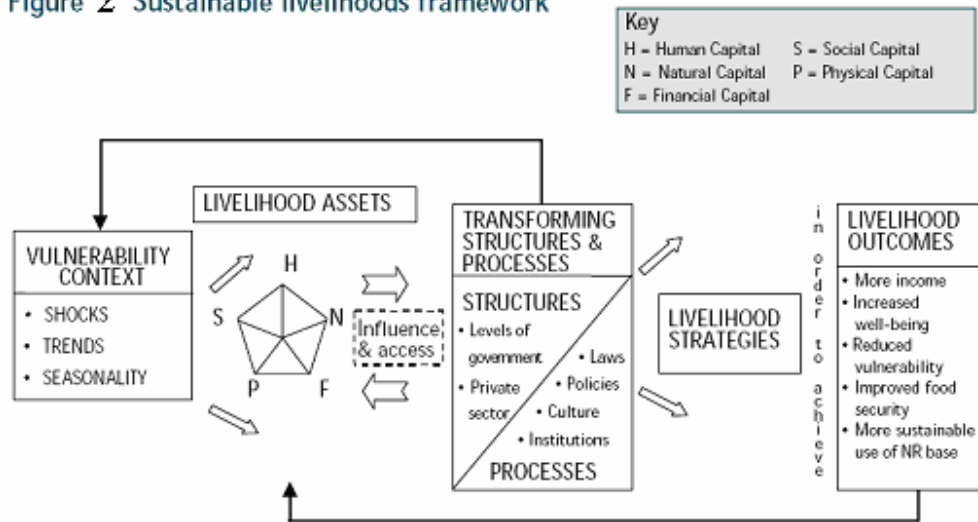 Figure 2 Sustainable livelihoods framework
Key
H = Human Capital S = Social Capital
N = Natural Capital P = Physical Capital
F = Financial Capital
LIVELIHOOD ASSETS
VULNERABILITY
CONTEXT
• SHOCKS
• TRENDS
• SEASONALITY
H
S
N
P
F
Influence
& access
TRANSFORMING
STRUCTURES &
PROCESSES
STRUCTURES
• Levels of
government
• Private
sector
• Laws
• Policies
• Culture
• Institutions
PROCESSES
LIVELIHOOD
STRATEGIES
in order to achieve
LIVELIHOOD
OUTCOMES
• More income
• Increased
well-being
• Reduced
vulnerability
• Improved food
security
• More sustainable
use of NR base